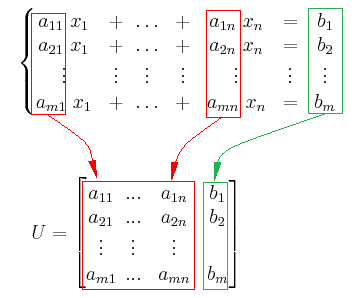 a₁₁ x₁ + … + a₁ₙ xₙ = b₁
a₂₁ x₁ + … + a₂ₙ xₙ = b₂
⋮ ⋮ ⋮ ⋮ ⋮ ⋮ ⋮
aₘ₁ x₁ + … + aₘₙ xₙ = bₘ
a₁₁ … a₁ₙ b₁
a₂₁ … a₂ₙ b₂
U = ⋮ ⋮ ⋮
aₘ₁ … aₘₙ bₘ